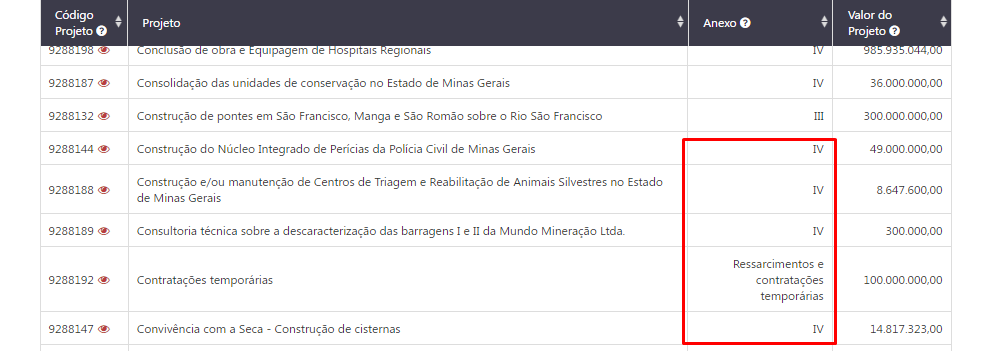 Código Projeto Projeto Anexo Valor do Projeto
9288198 Conclusão de obra e Equipagem de Hospitais Regionais IV 985.935.044,00
9288187 Consolidação das unidades de conservação no Estado de Minas Gerais IV 36.000.000,00
9288132 Construção de pontes em São Francisco, Manga e São Romão sobre o Rio São Francisco III 300.000.000,00
9288144 Construção do Núcleo Integrado de Perícias da Polícia Civil de Minas Gerais IV 49.000.000,00
9288188 Construção e/ou manutenção de Centros de Triagem e Reabilitação de Animais Silvestres no Estado
de Minas Gerais IV 8.647.600,00
9288189 Consultoria técnica sobre a descaracterização das barragens I e II da Mundo Mineração Ltda. IV 300.000,00
9288192 Contratações temporárias Ressarcimentos e
contratações
temporárias 100.000.000,00
9288147 Convivência com a Seca - Construção de cisternas IV 14.817.323,00